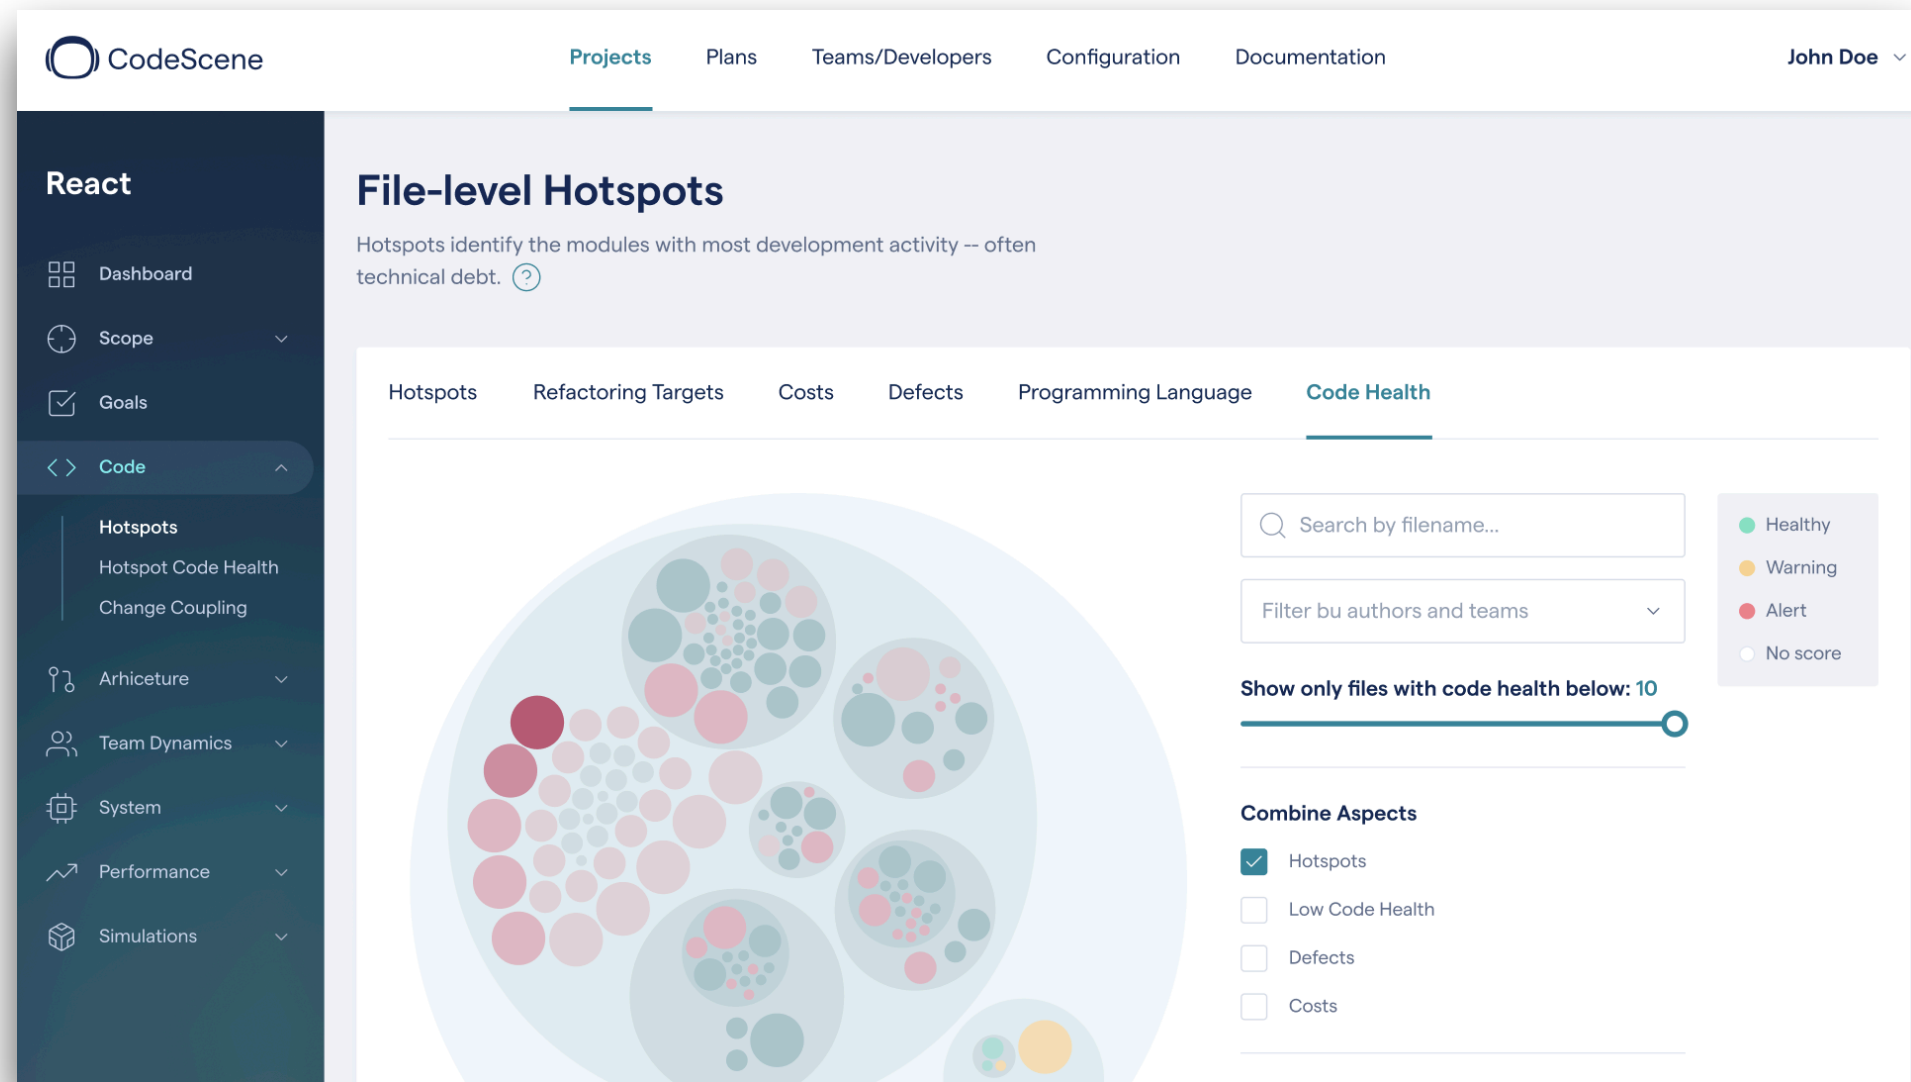 CodeScene
Projects
Plans
Teams/Developers
Configuration
Documentation
John Doe
React
Dashboard
Scope
Goals
Code
Hotspots
Hotspot Code Health
Change Coupling
Arhiceture
Team Dynamics
System
Performance
Simulations
File-level Hotspots
Hotspots identify the modules with most development activity -- often
technical debt. ?
Hotspots
Refactoring Targets
Costs
Defects
Programming Language
Code Health
Search by filename...
Filter bu authors and teams
Show only files with code health below: 10
Combine Aspects
Hotspots
Low Code Health
Defects
Costs
Healthy
Warning
Alert
No score